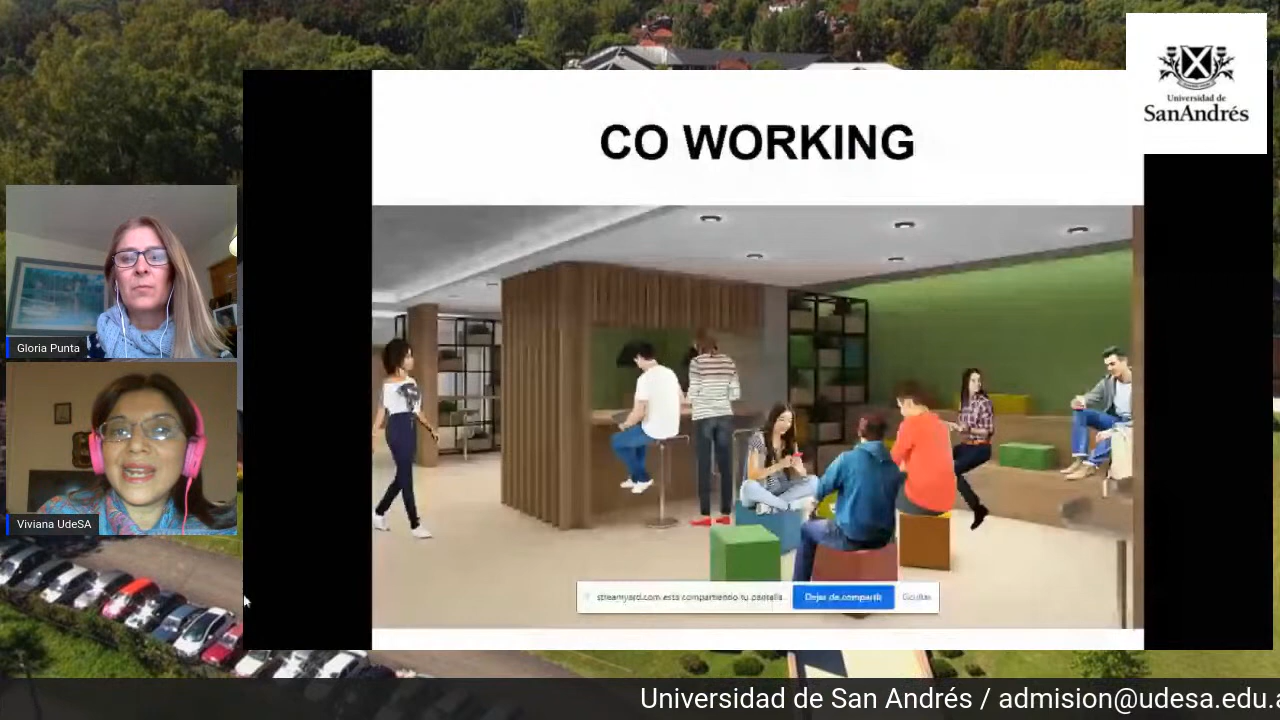 Universidad de
SanAndrés
CO WORKING
Gloria Punta
Viviana UdeSA
streamyard.com está compartiendo tu pantalla.
Dejar de compartir
Ocultar
Universidad de San Andrés / admision@udesa.edu.a